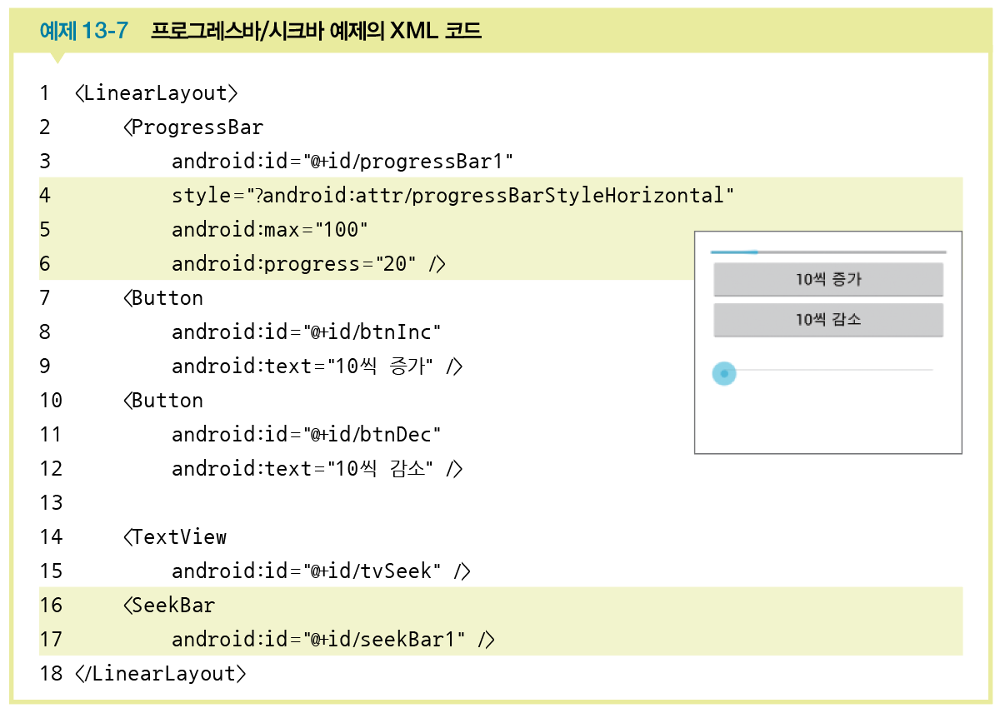 예제 13-7 프로그레스바/시크바 예제의 XML 코드
1 <LinearLayout>
2 <ProgressBar
3 android:id="@+id/progressBar1"
4 style="?android:attr/progressBarStyleHorizontal"
5 android:max="100"
6 android:progress="20" />
7 <Button
8 android:id="@+id/btnInc"
9 android:text="10씩 증가" />
10 <Button
11 android:id="@+id/btnDec"
12 android:text="10씩 감소" />
13
14 <TextView
15 android:id="@+id/tvSeek" />
16 <SeekBar
17 android:id="@+id/seekBar1" />
18 </LinearLayout>
10씩 증가
10씩 감소